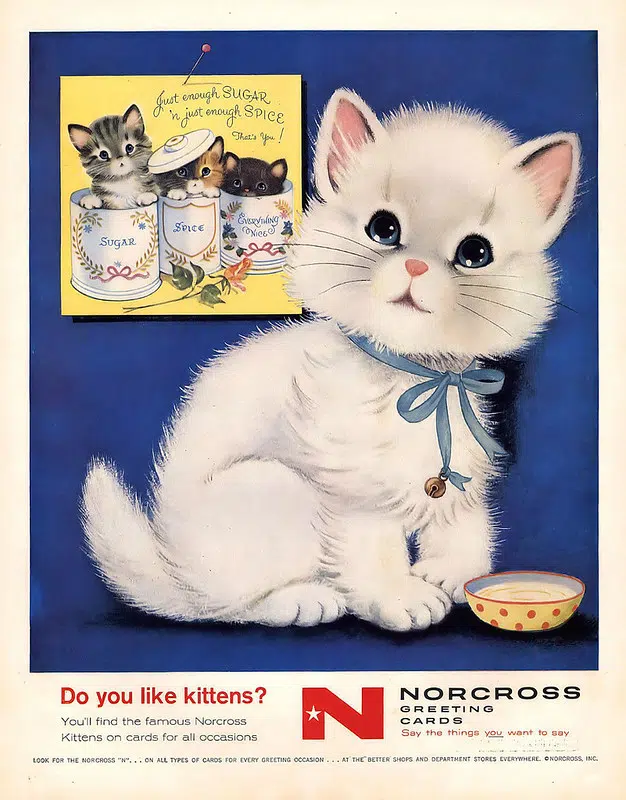 Just enough SUGAR
'n just enough SPICE
That's You!
SUGAR
SPICE
EVERYTHING
NICE
Do you like kittens?
You'll find the famous Norcross
Kittens on cards for all occasions
N
NORCROSS
GREETING
CARDS
Say the things you want to say
LOOK FOR THE NORCROSS "N"... ON ALL TYPES OF CARDS FOR EVERY GREETING OCCASION ... AT THE BETTER SHOPS AND DEPARTMENT STORES EVERYWHERE. ©NORCROSS, INC.